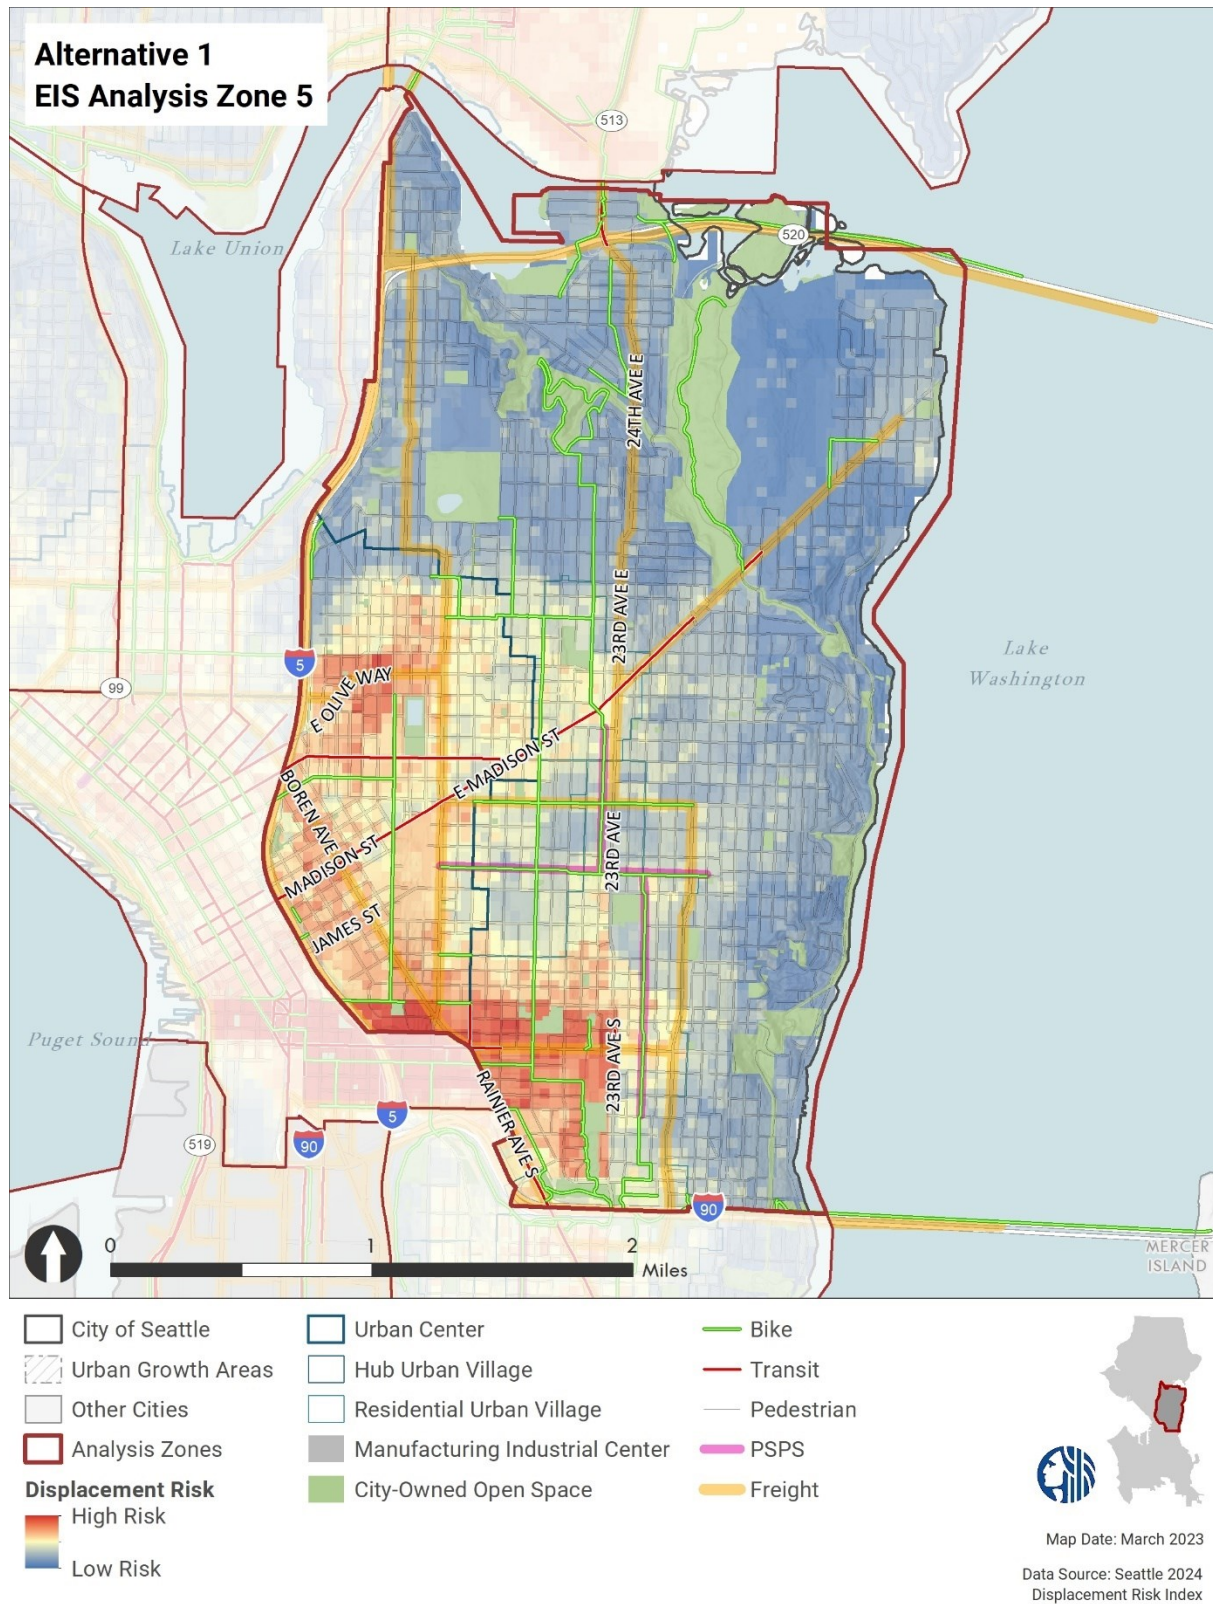 Alternative 1
EIS Analysis Zone 5
513
Lake Union
520
24TH AVE E
23RD AVE E
Lake
Washington
5
99
E OLIVE WAY
E MADISON ST
BOREN AVE
MADISON ST
23RD AVE
JAMES ST
Puget Sound
23RD AVE S
RAINIER AVE S
5
519
90
90
MERCER
ISLAND
0
1
2
Miles
City of Seattle
Urban Growth Areas
Other Cities
Analysis Zones
Displacement Risk
High Risk
Low Risk
Urban Center
Hub Urban Village
Residential Urban Village
Manufacturing Industrial Center
City-Owned Open Space
Bike
Transit
Pedestrian
PSPS
Freight
Map Date: March 2023
Data Source: Seattle 2024
Displacement Risk Index